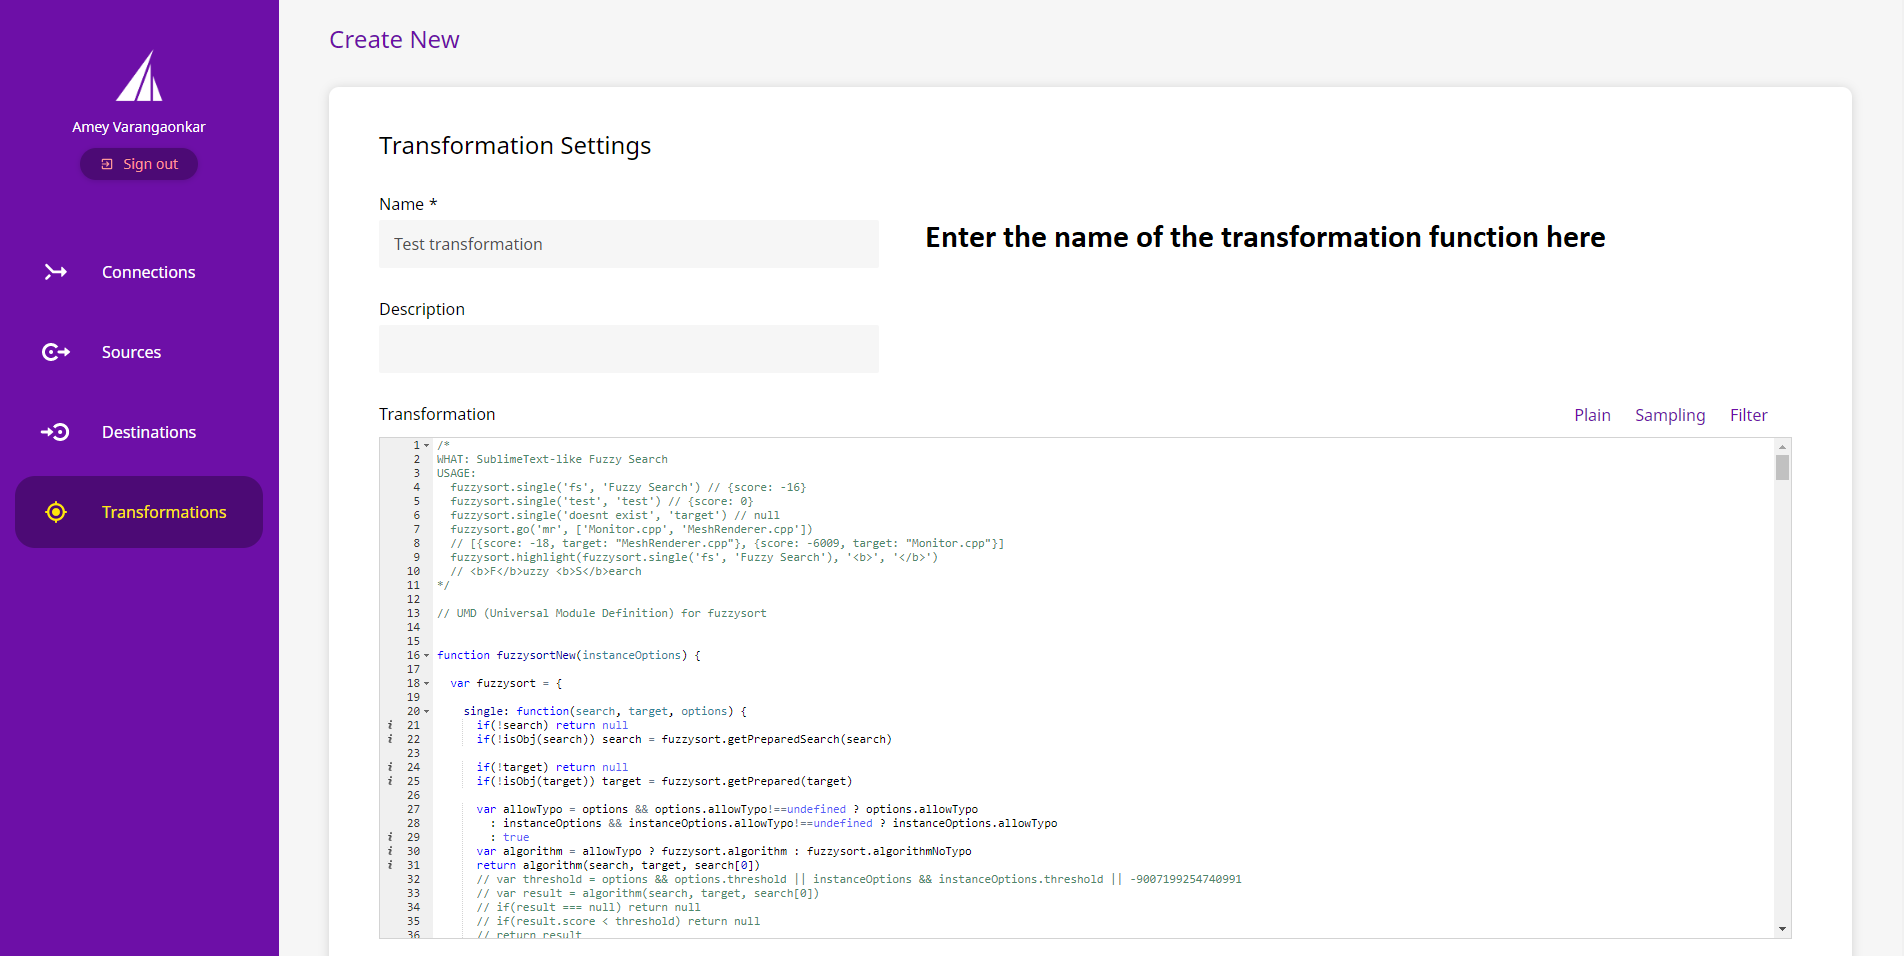 Create New
Amey Varangaonkar
Sign out
Connections
Sources
Destinations
Transformations
Transformation Settings
Name *
Test transformation
Enter the name of the transformation function here
Description
Transformation
Plain Sampling Filter
1 /*
2 WHAT: SublimeText-like Fuzzy Search
3 USAGE:
4 fuzzysort.single('fs', 'Fuzzy Search') // {score: -16}
5 fuzzysort.single('test', 'test') // {score: 0}
6 fuzzysort.single('doesnt exist', 'target') // null
7 fuzzysort.go('mr', ['Monitor.cpp', 'MeshRenderer.cpp'])
8 // [{score: -18, target: "MeshRenderer.cpp"}, {score: -6009, target: "Monitor.cpp"}]
9 fuzzysort.highlight(fuzzysort.single('fs', 'Fuzzy Search'), '<b>', '</b>')
10 // <b>F</b>uzzy <b>S</b>earch
11 */
12
13 // UMD (Universal Module Definition) for fuzzysort
14
15
16 function fuzzysortNew(instanceOptions) {
17
18 var fuzzysort = {
19
20 single: function(search, target, options) {
i 21 if(!search) return null
i 22 if(!isObj(search)) search = fuzzysort.getPreparedSearch(search)
23
i 24 if(!target) return null
i 25 if(!isObj(target)) target = fuzzysort.getPrepared(target)
26
27 var allowTypo = options && options.allowTypo!==undefined ? options.allowTypo
28 : instanceOptions && instanceOptions.allowTypo!==undefined ? instanceOptions.allowTypo
i 29 : true
i 30 var algorithm = allowTypo ? fuzzysort.algorithm : fuzzysort.algorithmNoTypo
i 31 return algorithm(search, target, search[0])
32 // var threshold = options && options.threshold || instanceOptions && instanceOptions.threshold || -9007199254740991
33 // var result = algorithm(search, target, search[0])
34 // if(result === null) return null
35 // if(result.score < threshold) return null
36 // return result